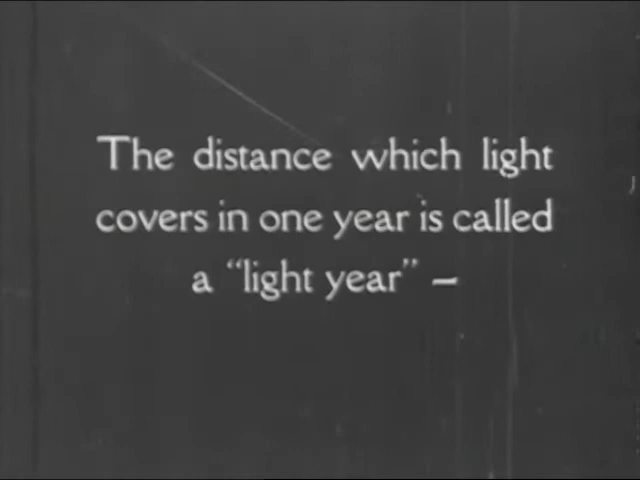 The distance which light
covers in one year is called
a “light year” –